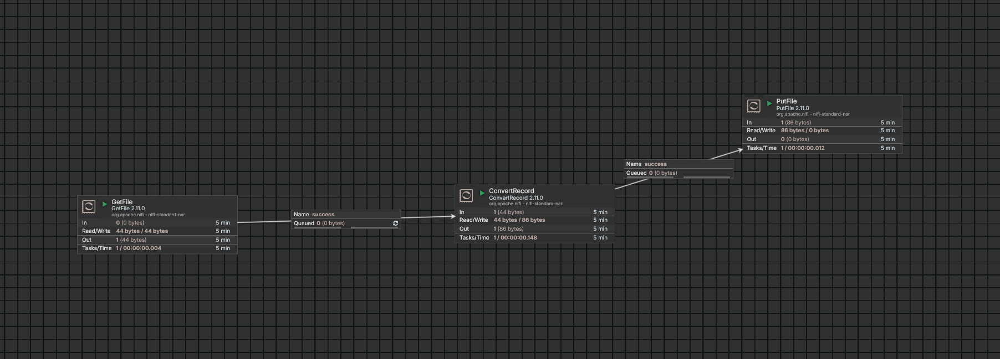 GetFile
GetFile 2.11.0
org.apache.nifi - nifi-standard-nar
In 0 (0 bytes) 5 min
Read/Write 44 bytes / 44 bytes 5 min
Out 1 (44 bytes) 5 min
Tasks/Time 1 / 00:00:00.004 5 min
Name success
Queued 0 (0 bytes)
ConvertRecord
ConvertRecord 2.11.0
org.apache.nifi - nifi-standard-nar
In 1 (44 bytes) 5 min
Read/Write 44 bytes / 86 bytes 5 min
Out 1 (86 bytes) 5 min
Tasks/Time 1 / 00:00:00.148 5 min
Name success
Queued 0 (0 bytes)
PutFile
PutFile 2.11.0
org.apache.nifi - nifi-standard-nar
In 1 (86 bytes) 5 min
Read/Write 86 bytes / 0 bytes 5 min
Out 0 (0 bytes) 5 min
Tasks/Time 1 / 00:00:00.012 5 min